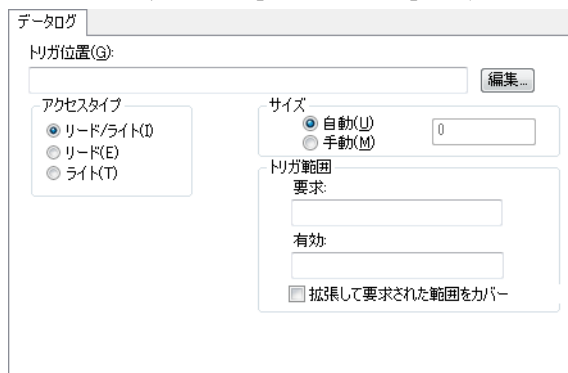 データログ
トリガ位置(G):
編集...
アクセスタイプ
リード/ライト(I)
リード(E)
ライト(T)
サイズ
自動(U)
手動(M)
0
トリガ範囲
要求:
有効:
拡張して要求された範囲をカバー